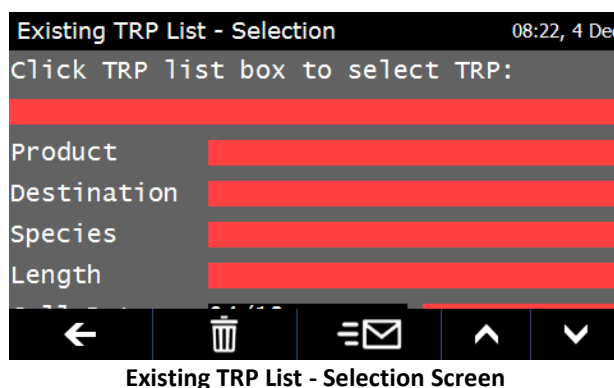 Existing TRP List - Selection 08:22, 4 Dec
Click TRP list box to select TRP:
Product
Destination
Species
Length
Existing TRP List - Selection Screen